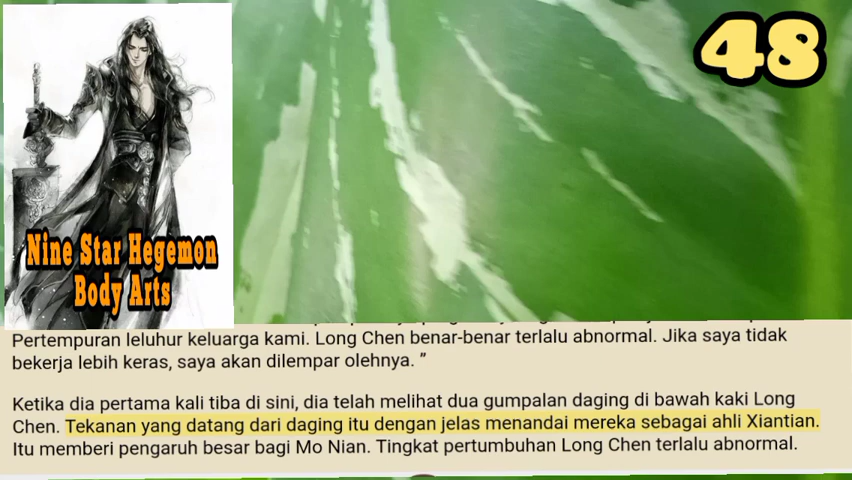 48
Nine Star Hegemon
Body Arts
Pertempuran leluhur keluarga kami. Long Chen benar-benar terlalu abnormal. Jika saya tidak
bekerja lebih keras, saya akan dilempar olehnya. ”
Ketika dia pertama kali tiba di sini, dia telah melihat dua gumpalan daging di bawah kaki Long
Chen. Tekanan yang datang dari daging itu dengan jelas menandai mereka sebagai ahli Xiantian.
Itu memberi pengaruh besar bagi Mo Nian. Tingkat pertumbuhan Long Chen terlalu abnormal.